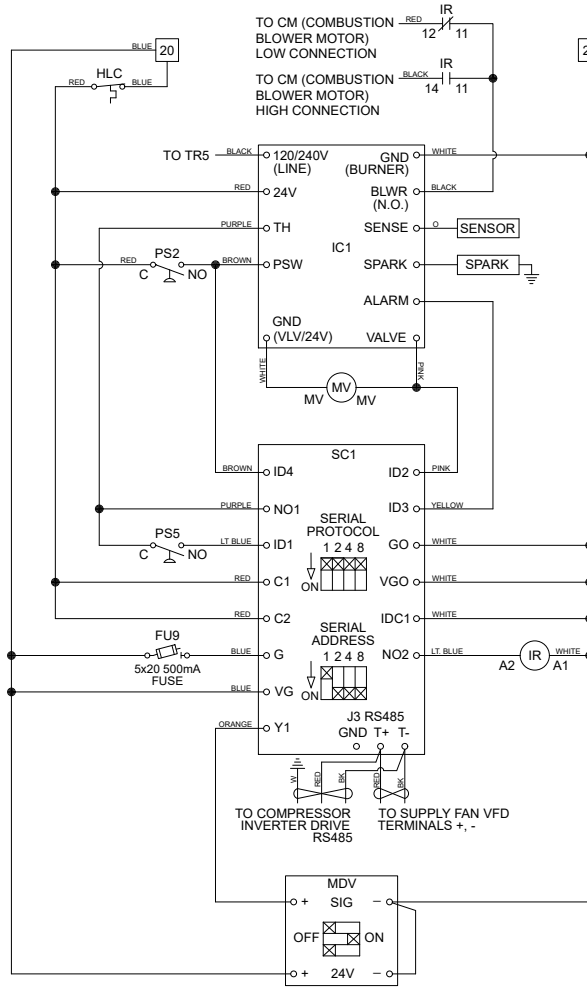 BLUE
20
2
RED
HLC
BLUE
TO CM (COMBUSTION
BLOWER MOTOR)
LOW CONNECTION
RED
IR
12
11
TO CM (COMBUSTION
BLOWER MOTOR)
HIGH CONNECTION
BLACK
IR
14
11
TO TR5
BLACK
120/240V
(LINE)
GND
(BURNER)
WHITE
RED
24V
BLWR
(N.O.)
BLACK
PURPLE
TH
SENSE
O
SENSOR
IC1
RED
PS2
C
NO
BROWN
PSW
SPARK
SPARK
ALARM
GND
(VLV/24V)
VALVE
WHITE
PINK
MV
MV
MV
SC1
BROWN
ID4
ID2
PINK
PURPLE
NO1
ID3
YELLOW
SERIAL
PROTOCOL
1 2 4 8
ON
PS5
C
NO
LT BLUE
ID1
GO
WHITE
RED
C1
VGO
WHITE
RED
C2
IDC1
WHITE
SERIAL
ADDRESS
1 2 4 8
ON
FU9
5x20 500mA
FUSE
BLUE
G
NO2
LT. BLUE
IR
A2
A1
WHITE
BLUE
VG
ORANGE
Y1
J3 RS485
GND
T+
T-
W
RED
BK
RED
BK
TO COMPRESSOR
INVERTER DRIVE
RS485
TO SUPPLY FAN VFD
TERMINALS +, -
MDV
+
SIG
–
OFF
ON
+
24V
–